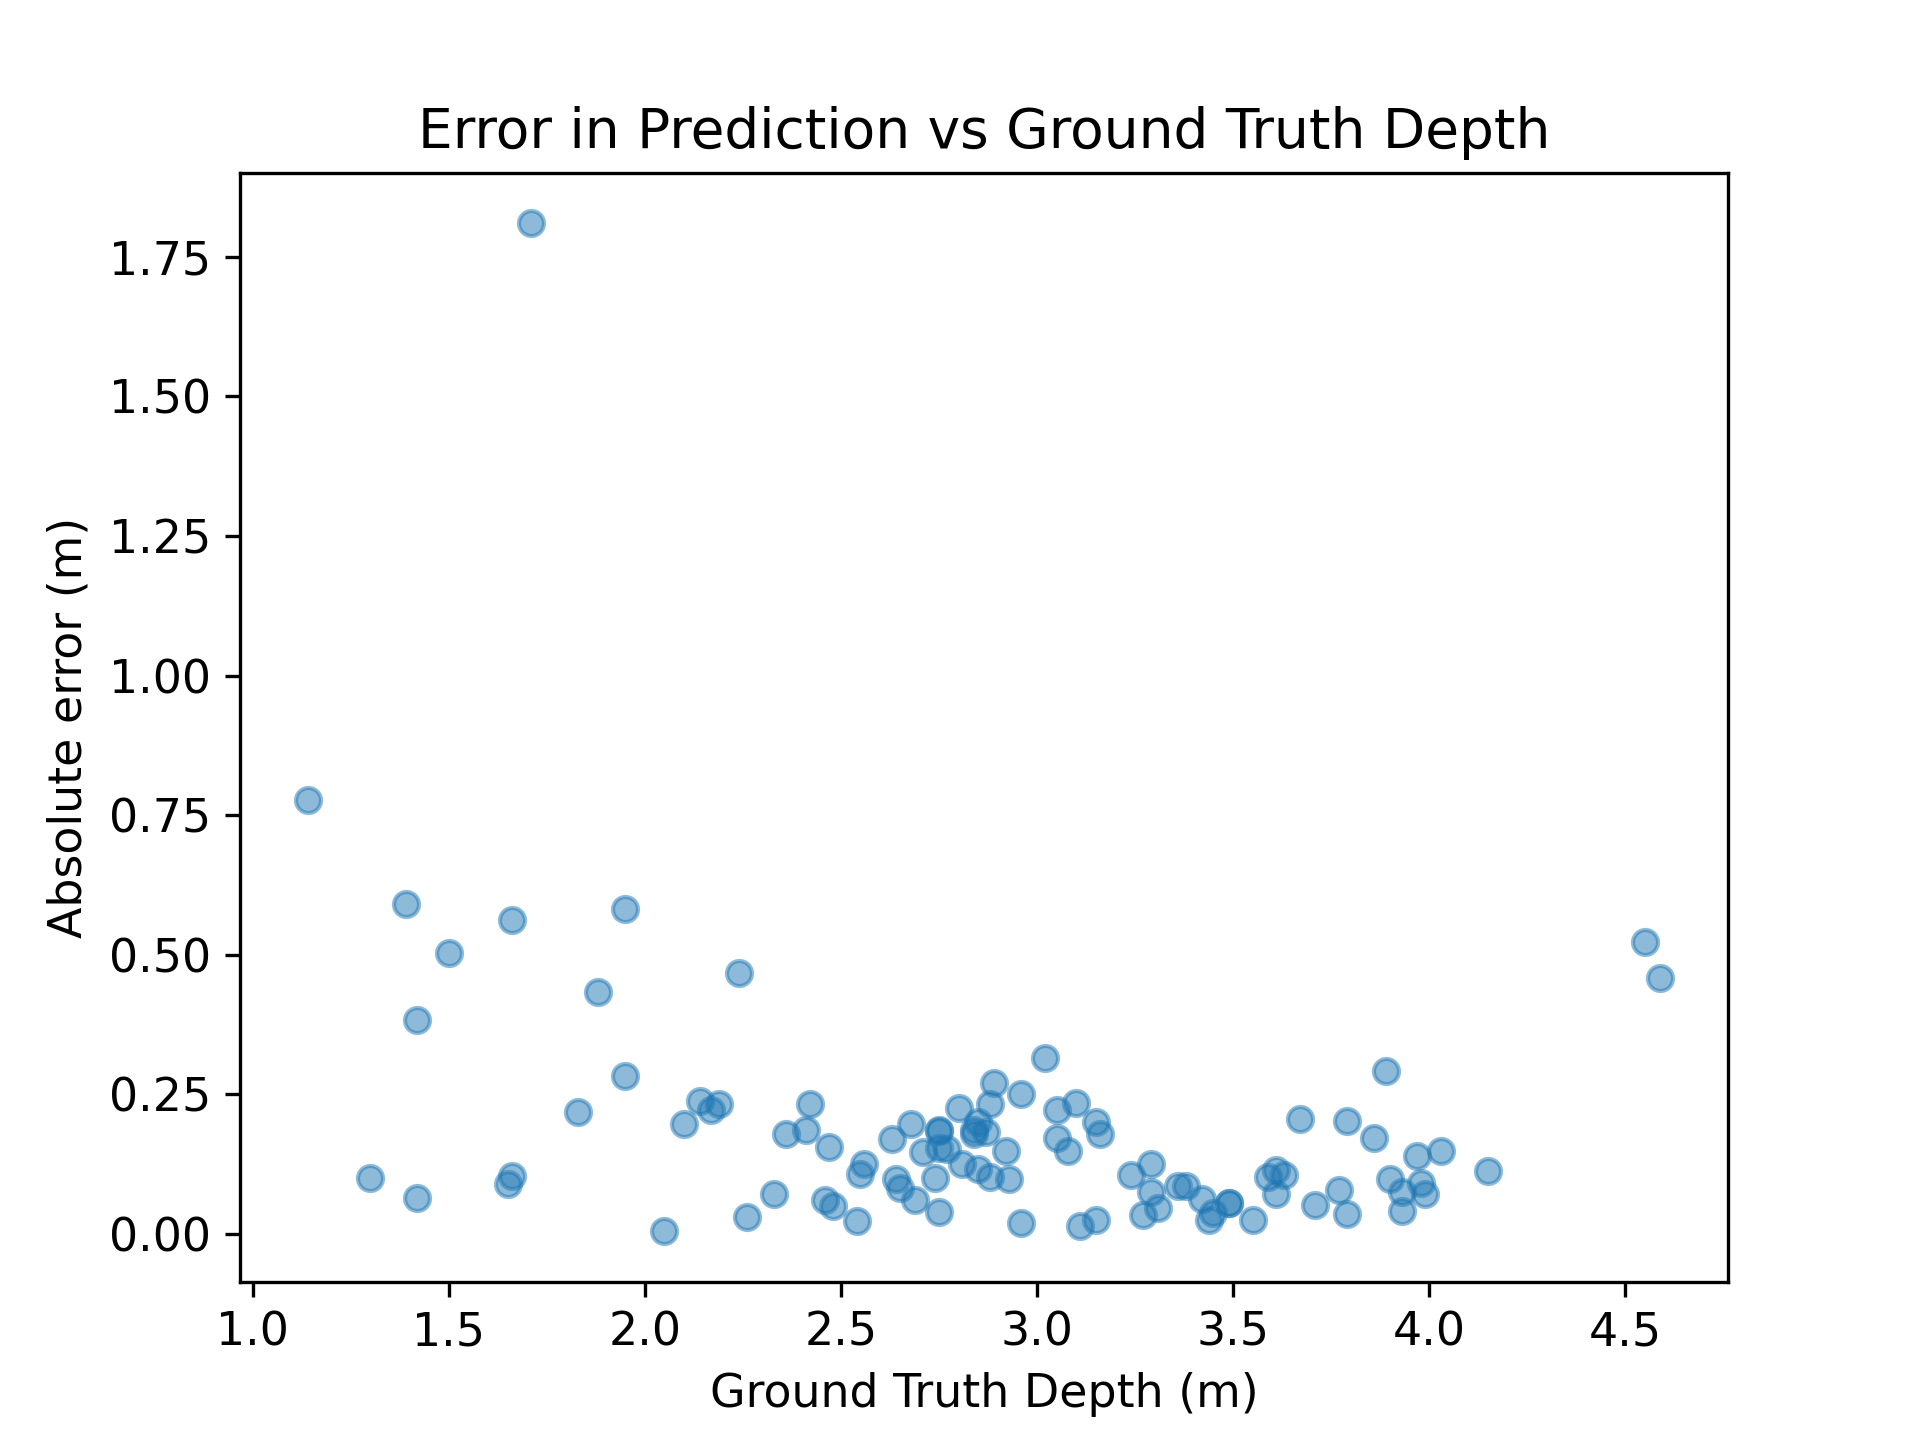 Error in Prediction vs Ground Truth Depth
Absolute error (m)
1.75
1.50
1.25
1.00
0.75
0.50
0.25
0.00
1.0 1.5 2.0 2.5 3.0 3.5 4.0 4.5
Ground Truth Depth (m)